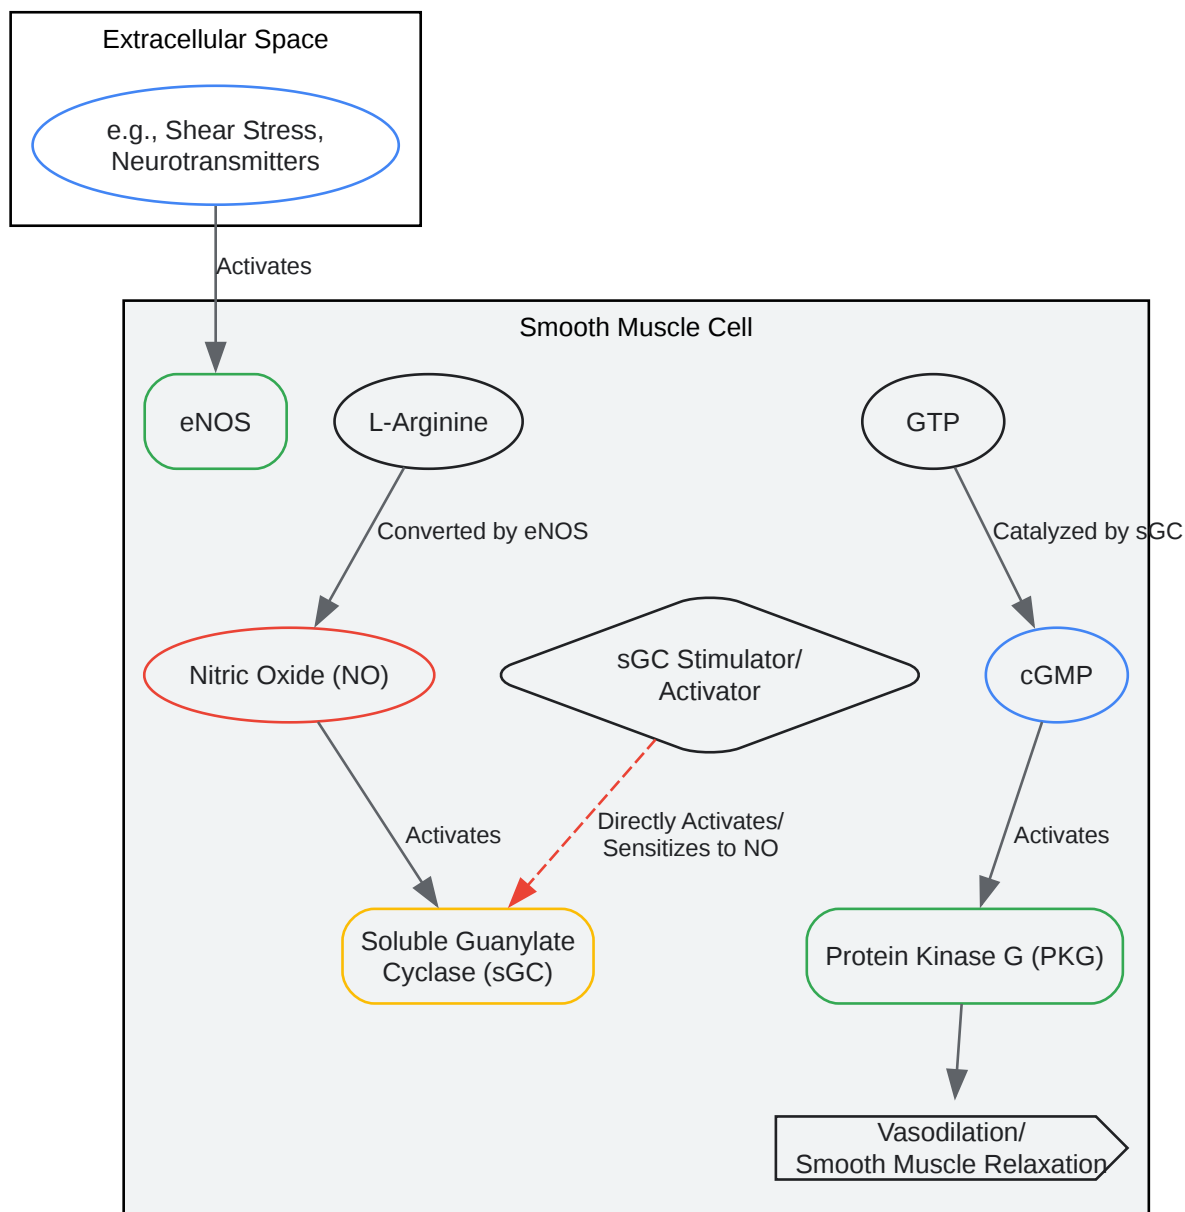 Extracellular Space
e.g., Shear Stress,
Neurotransmitters
Activates
Smooth Muscle Cell
eNOS
L-Arginine
GTP
Converted by eNOS
Catalyzed by sGC
Nitric Oxide (NO)
sGC Stimulator/
Activator
cGMP
Activates
Directly Activates/
Sensitizes to NO
Activates
Soluble Guanylate
Cyclase (sGC)
Protein Kinase G (PKG)
Vasodilation/
Smooth Muscle Relaxation